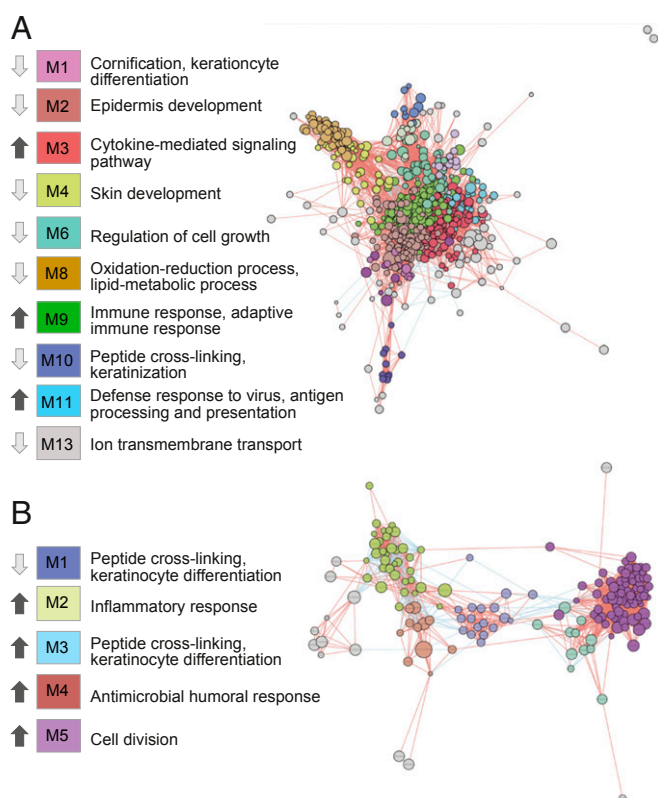 A
M1 Cornification, kerationcyte
differentiation
M2 Epidermis development
M3 Cytokine-mediated signaling
pathway
M4 Skin development
M6 Regulation of cell growth
M8 Oxidation-reduction process,
lipid-metabolic process
M9 Immune response, adaptive
immune response
M10 Peptide cross-linking,
keratinization
M11 Defense response to virus, antigen
processing and presentation
M13 Ion transmembrane transport
B
M1 Peptide cross-linking,
keratinocyte differentiation
M2 Inflammatory response
M3 Peptide cross-linking,
keratinocyte differentiation
M4 Antimicrobial humoral response
M5 Cell division